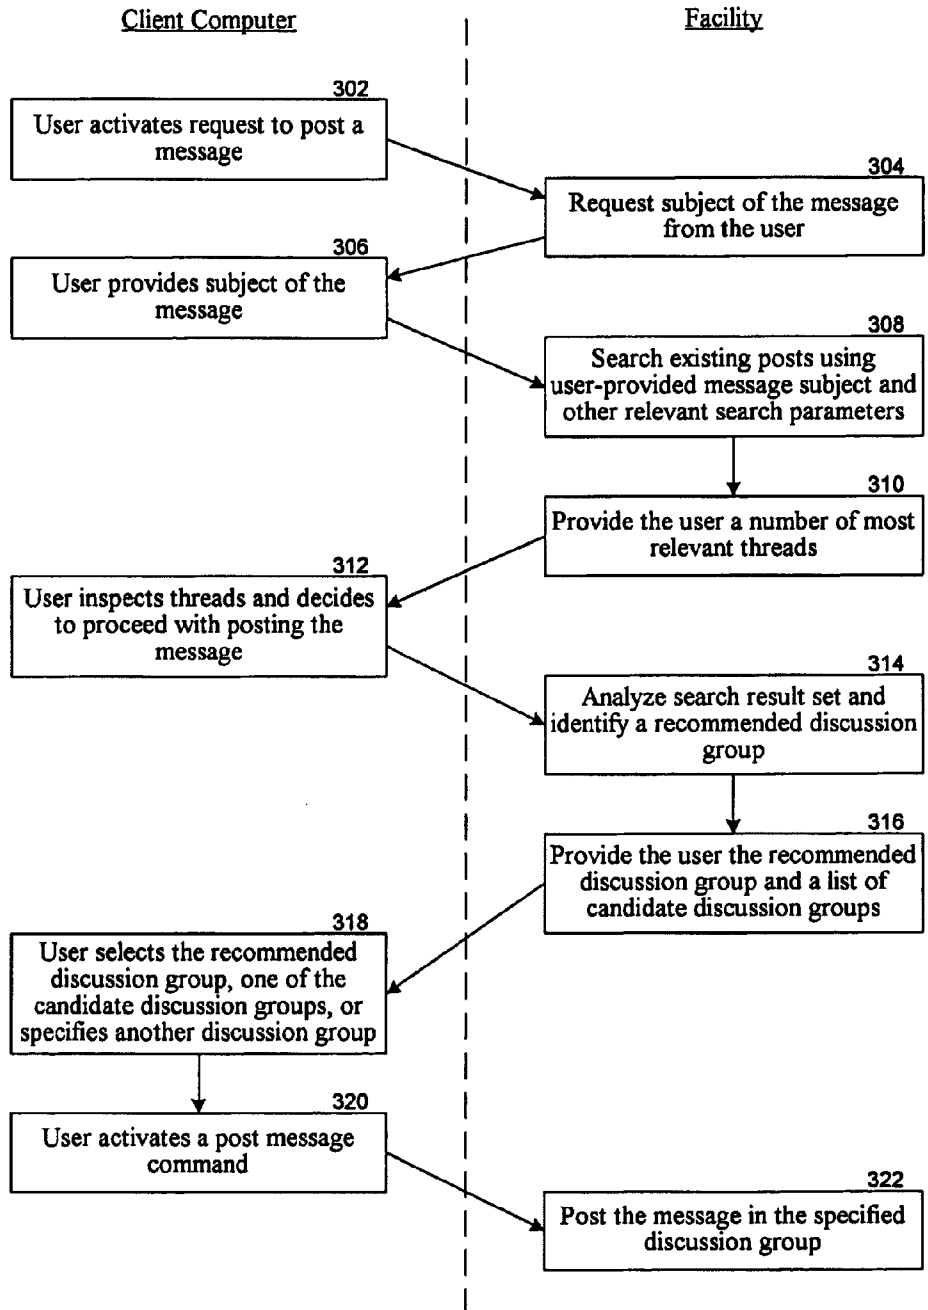 Client Computer
Facility
302
User activates request to post a
message
304
Request subject of the message
from the user
306
User provides subject of the
message
308
Search existing posts using
user-provided message subject and
other relevant search parameters
310
Provide the user a number of most
relevant threads
312
User inspects threads and decides
to proceed with posting the
message
314
Analyze search result set and
identify a recommended discussion
group
316
Provide the user the recommended
discussion group and a list of
candidate discussion groups
318
User selects the recommended
discussion group, one of the
candidate discussion groups, or
specifies another discussion group
320
User activates a post message
command
322
Post the message in the specified
discussion group